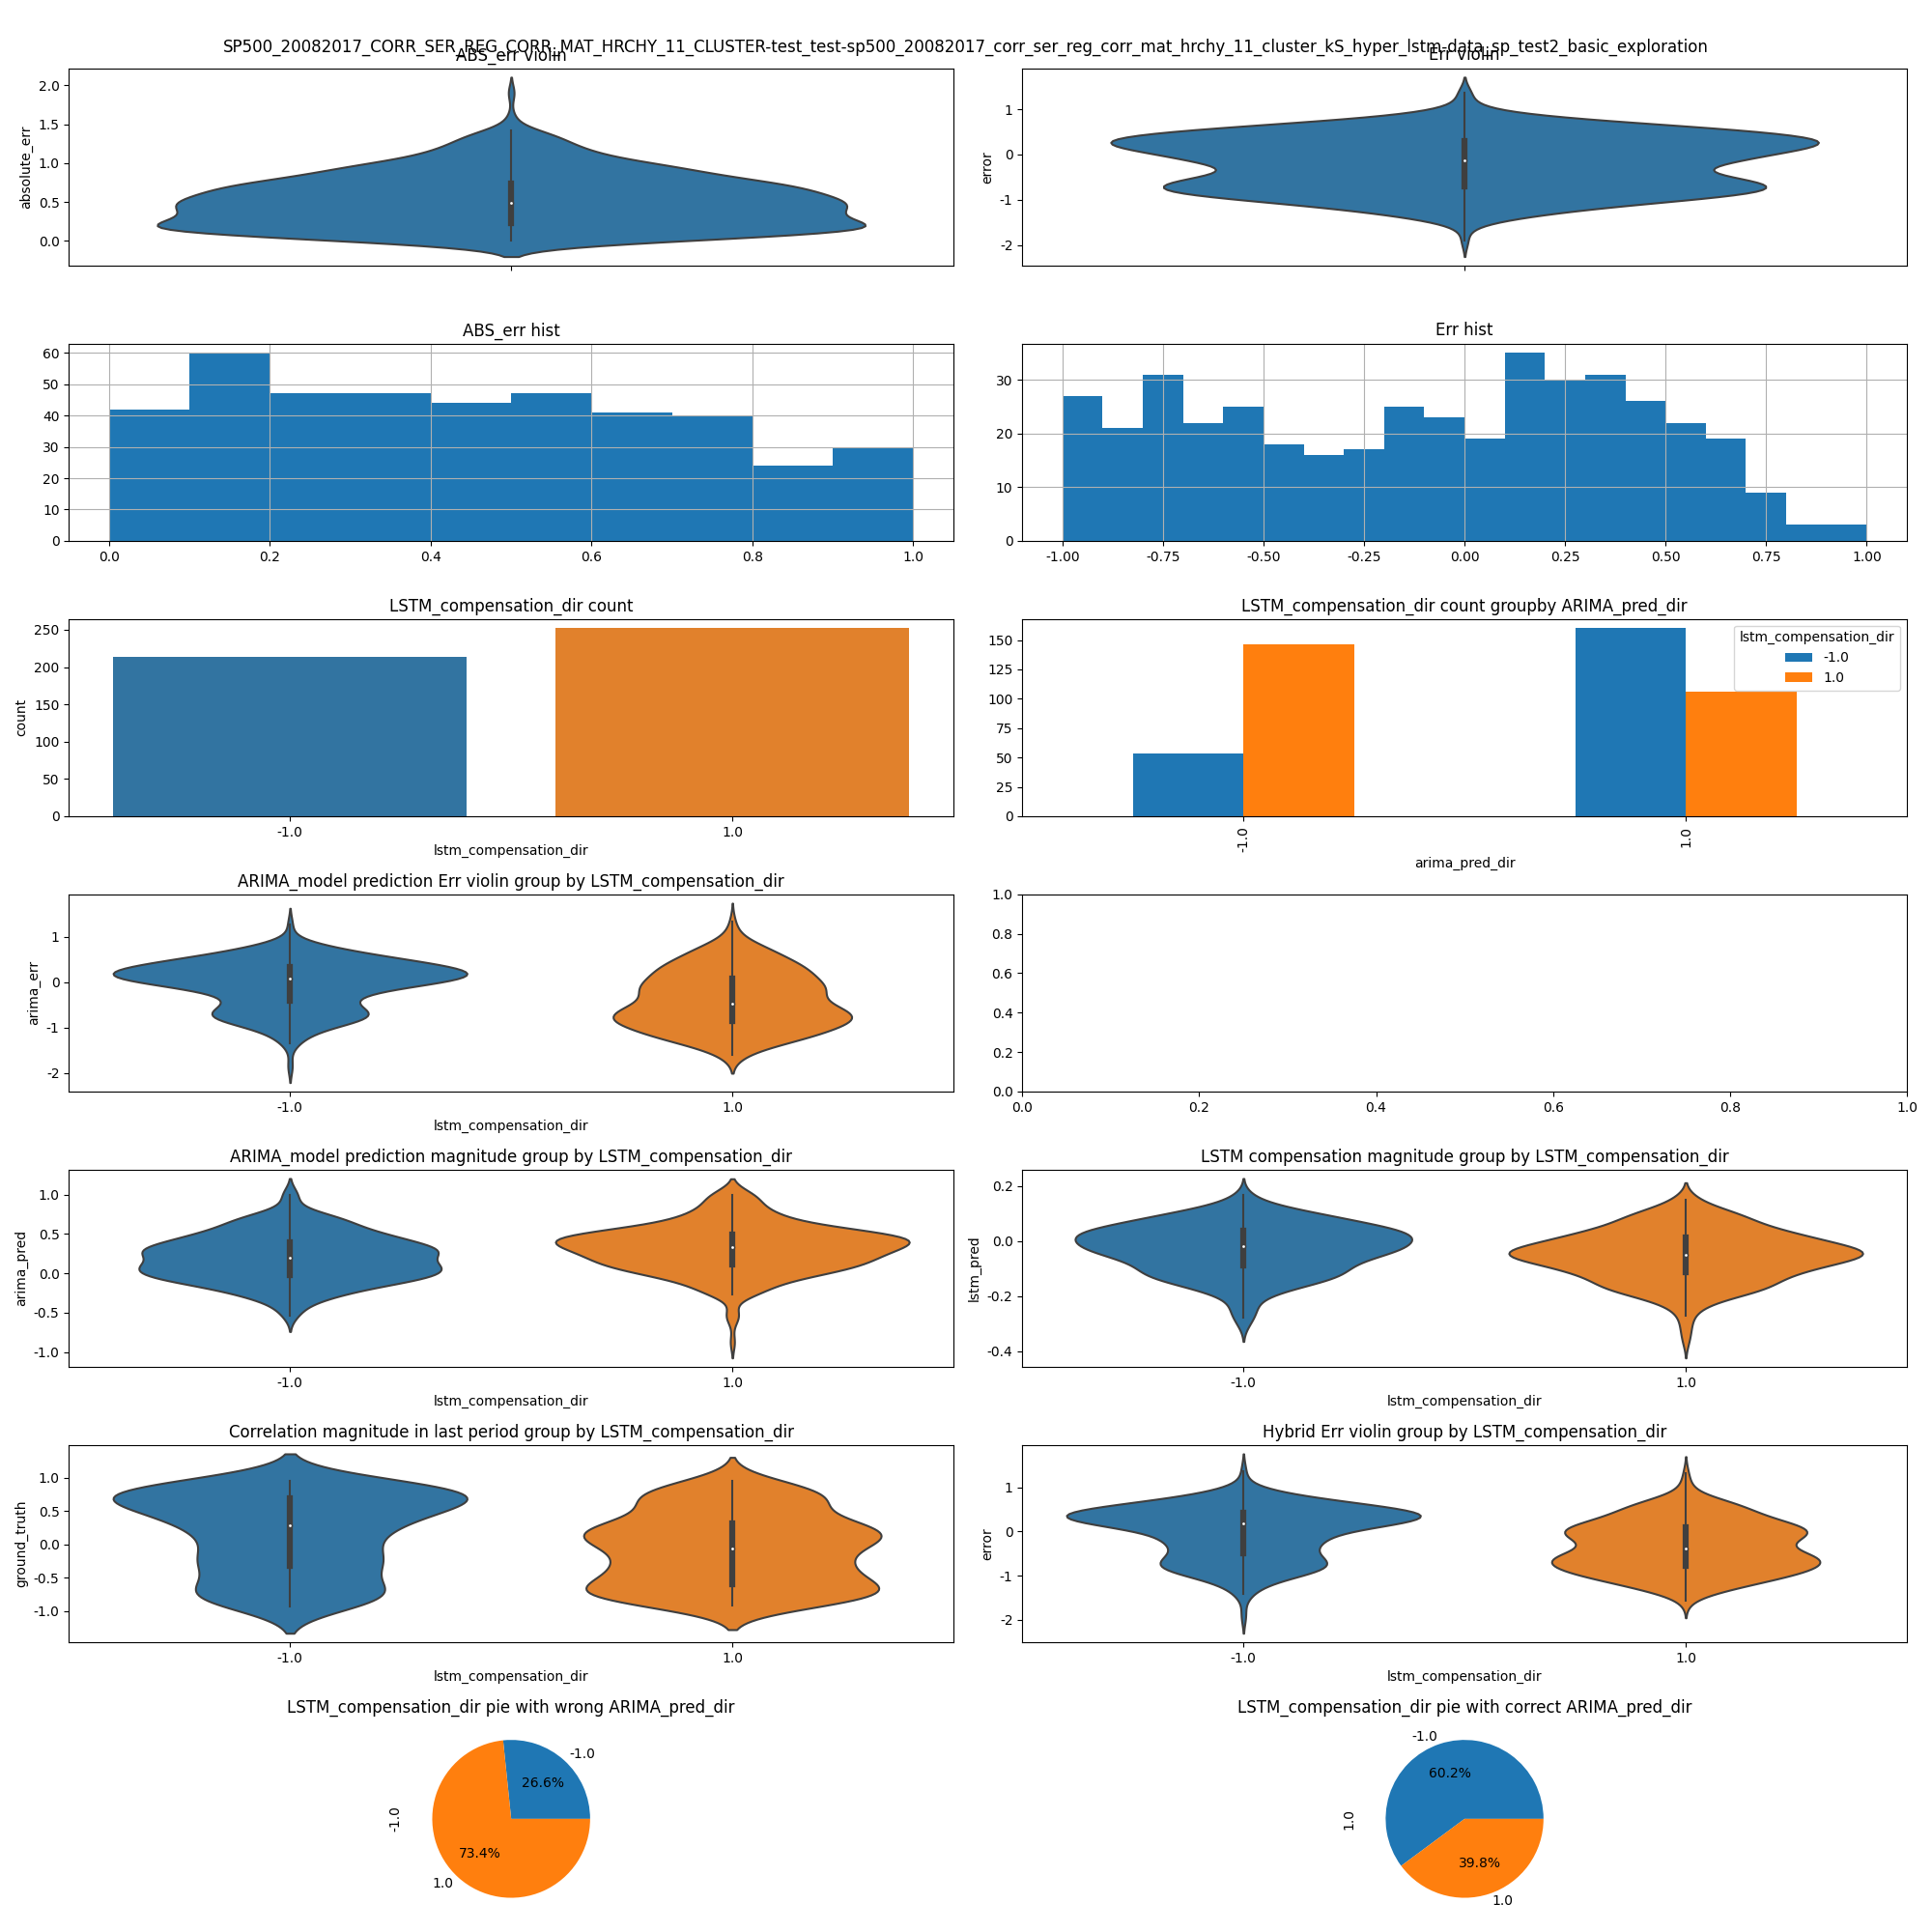 SP500_20082017_CORR_SER_REG_CORR_MAT_HRCHY_11_CLUSTER-test_test-sp500_20082017_corr_ser_reg_corr_mat_hrchy_11_cluster_kS_hyper_lstm-data_sp_test2_basic_exploration
ABS_err violin
Err violin
absolute_err
2.0
1.5
1.0
0.5
0.0
error
1
0
-1
-2
ABS_err hist
60
50
40
30
20
10
0
0.0 0.2 0.4 0.6 0.8 1.0
Err hist
30
20
10
0
-1.00 -0.75 -0.50 -0.25 0.00 0.25 0.50 0.75 1.00
LSTM_compensation_dir count
count
250
200
150
100
50
0
-1.0 1.0
lstm_compensation_dir
LSTM_compensation_dir count groupby ARIMA_pred_dir
150
125
100
75
50
25
0
lstm_compensation_dir
-1.0
1.0
-1.0 1.0
arima_pred_dir
ARIMA_model prediction Err violin group by LSTM_compensation_dir
arima_err
1
0
-1
-2
-1.0 1.0
lstm_compensation_dir
1.0
0.8
0.6
0.4
0.2
0.0
0.0 0.2 0.4 0.6 0.8 1.0
ARIMA_model prediction magnitude group by LSTM_compensation_dir
arima_pred
1.0
0.5
0.0
-0.5
-1.0
-1.0 1.0
lstm_compensation_dir
LSTM compensation magnitude group by LSTM_compensation_dir
lstm_pred
0.2
0.0
-0.2
-0.4
-1.0 1.0
lstm_compensation_dir
Correlation magnitude in last period group by LSTM_compensation_dir
ground_truth
1.0
0.5
0.0
-0.5
-1.0
-1.0 1.0
lstm_compensation_dir
Hybrid Err violin group by LSTM_compensation_dir
error
1
0
-1
-2
-1.0 1.0
lstm_compensation_dir
LSTM_compensation_dir pie with wrong ARIMA_pred_dir
-1.0
26.6%
-1.0
73.4%
1.0
LSTM_compensation_dir pie with correct ARIMA_pred_dir
-1.0
60.2%
1.0
39.8%
1.0